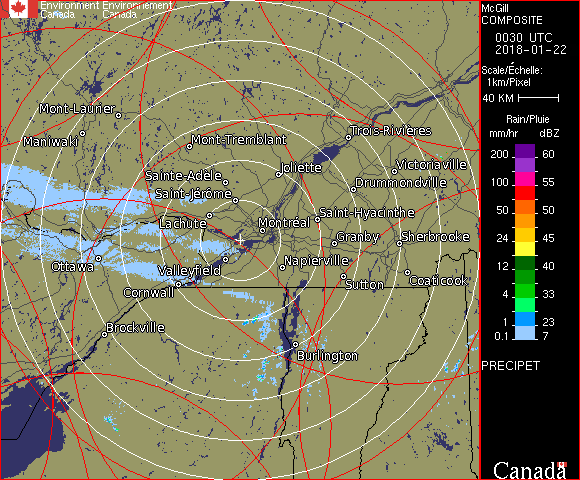 Environment Environnement
Canada Canada
McGill
COMPOSITE
0030 UTC
2018-01-22
Scale/Échelle:
1km/Pixel
40 KM
Rain/Pluie
mm/hr dBZ
200 60
55
100 55
50 50
45
24 35
12 40
4 33
1 23
0.1 7
PRECIPET
Canada
Mont-Laurier
Maniwaki
Mont-Tremblant
Trois-Rivières
Joliette
Victoriaville
Sainte-Adèle
Drummondville
Saint-Jérôme
Lachute
Saint-Hyacinthe
Montréal
Granby
Sherbrooke
Ottawa
Valleyfield
Napierville
Sutton
Coaticook
Cornwall
Brockville
Burlington